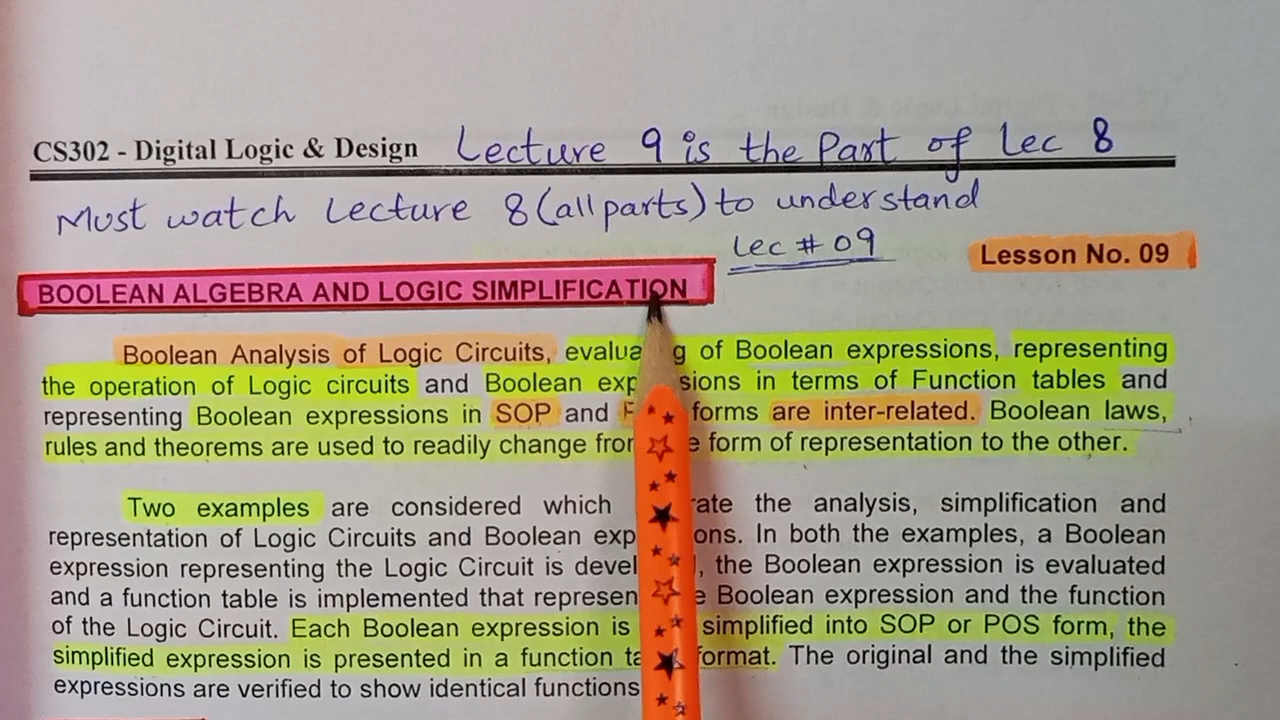 CS302 - Digital Logic & Design Lecture 9 is the Part of Lec 8
Must watch Lecture 8 (all parts) to understand
Lec # 09
Lesson No. 09
BOOLEAN ALGEBRA AND LOGIC SIMPLIFICATION
Boolean Analysis of Logic Circuits, evalua g of Boolean expressions, representing
the operation of Logic circuits and Boolean exp sions in terms of Function tables and
representing Boolean expressions in SOP and forms are inter-related. Boolean laws,
rules and theorems are used to readily change from form of representation to the other.
Two examples are considered which rate the analysis, simplification and
representation of Logic Circuits and Boolean exp ons. In both the examples, a Boolean
expression representing the Logic Circuit is devel , the Boolean expression is evaluated
and a function table is implemented that represen Boolean expression and the function
of the Logic Circuit. Each Boolean expression is simplified into SOP or POS form, the
simplified expression is presented in a function ta format. The original and the simplified
expressions are verified to show identical functions